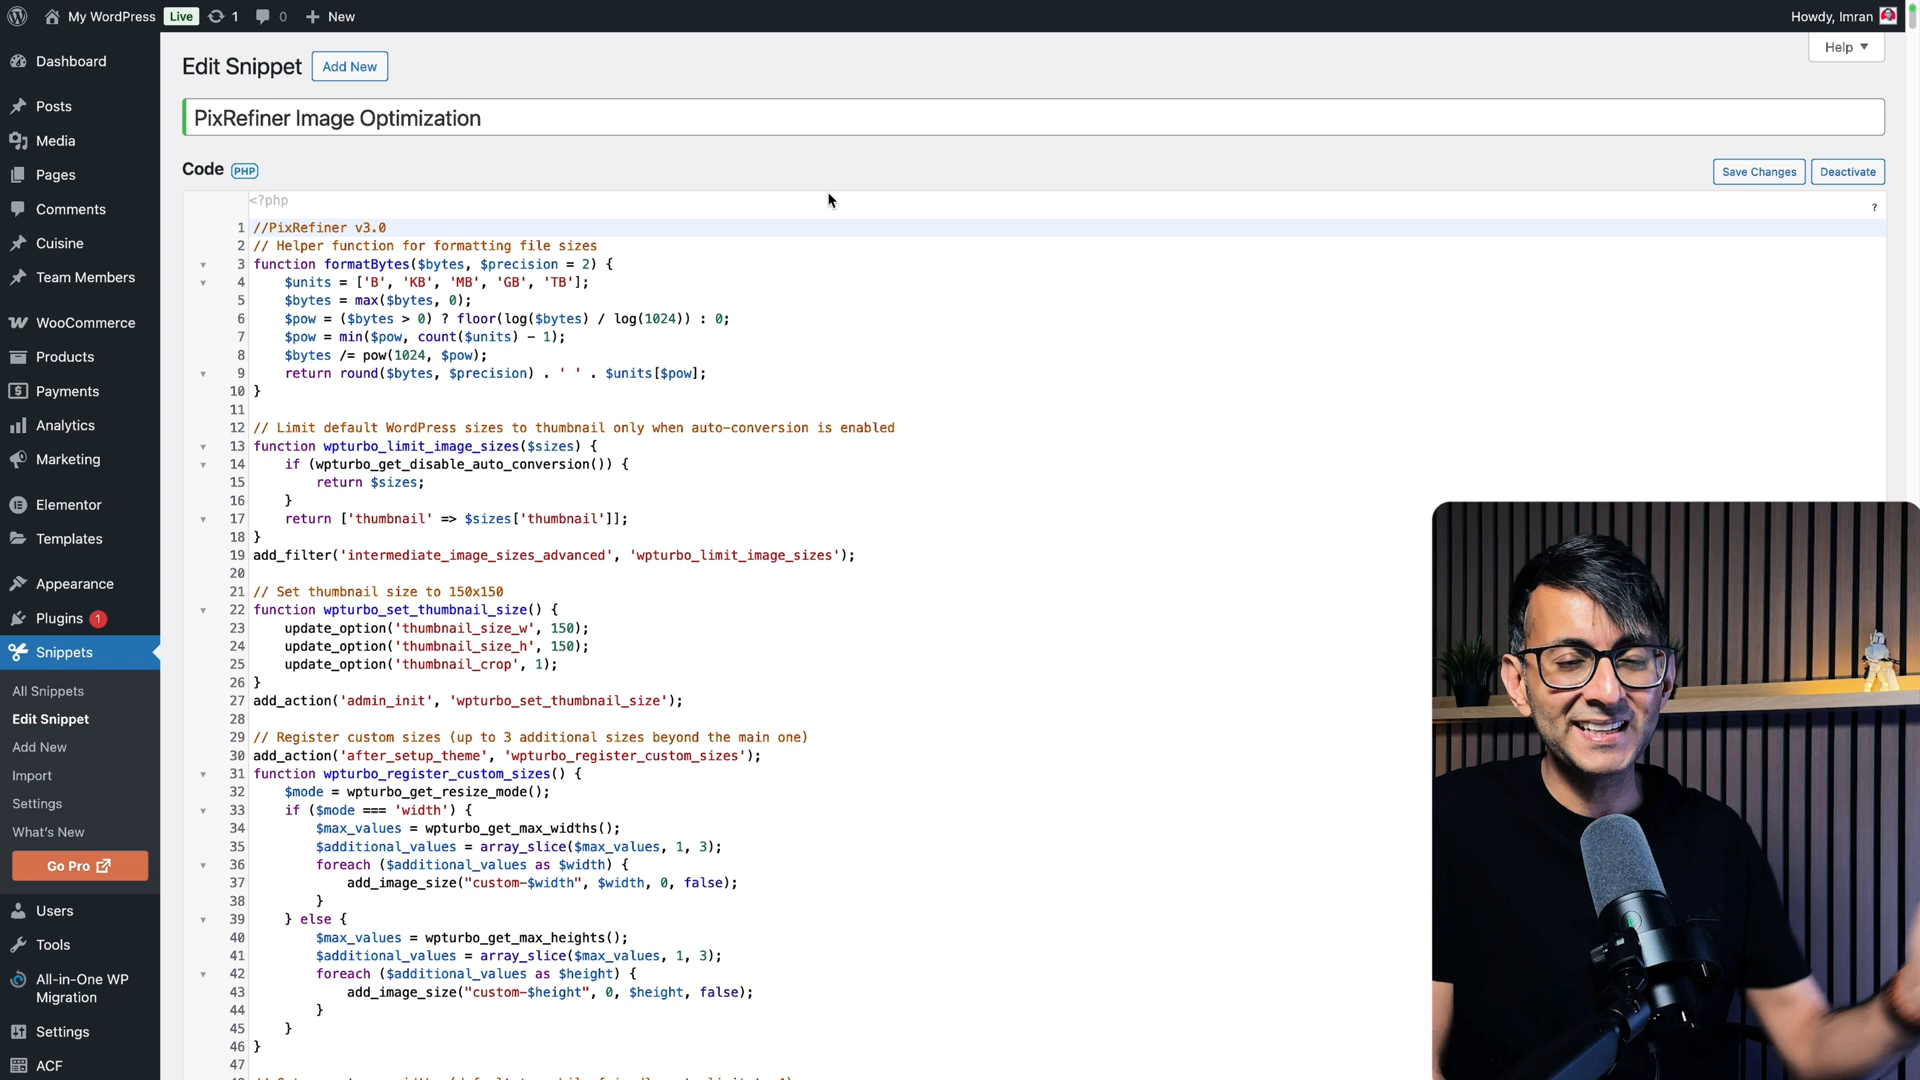 My WordPress Live 1 0 + New Howdy, Imran
Help ▼
Dashboard
Posts
Media
Pages
Comments
Cuisine
Team Members
WooCommerce
Products
Payments
Analytics
Marketing
Elementor
Templates
Appearance
Plugins 1
Snippets
All Snippets
Edit Snippet
Add New
Import
Settings
What's New
Go Pro
Users
Tools
All-in-One WP
Migration
Settings
ACF
Edit Snippet Add New
PixRefiner Image Optimization
Code PHP Save Changes Deactivate
<?php
?
1 //PixRefiner v3.0
2 // Helper function for formatting file sizes
3 function formatBytes($bytes, $precision = 2) {
4 $units = ['B', 'KB', 'MB', 'GB', 'TB'];
5 $bytes = max($bytes, 0);
6 $pow = ($bytes > 0) ? floor(log($bytes) / log(1024)) : 0;
7 $pow = min($pow, count($units) - 1);
8 $bytes /= pow(1024, $pow);
9 return round($bytes, $precision) . ' ' . $units[$pow];
10 }
11
12 // Limit default WordPress sizes to thumbnail only when auto-conversion is enabled
13 function wpturbo_limit_image_sizes($sizes) {
14 if (wpturbo_get_disable_auto_conversion()) {
15 return $sizes;
16 }
17 return ['thumbnail' => $sizes['thumbnail']];
18 }
19 add_filter('intermediate_image_sizes_advanced', 'wpturbo_limit_image_sizes');
20
21 // Set thumbnail size to 150x150
22 function wpturbo_set_thumbnail_size() {
23 update_option('thumbnail_size_w', 150);
24 update_option('thumbnail_size_h', 150);
25 update_option('thumbnail_crop', 1);
26 }
27 add_action('admin_init', 'wpturbo_set_thumbnail_size');
28
29 // Register custom sizes (up to 3 additional sizes beyond the main one)
30 add_action('after_setup_theme', 'wpturbo_register_custom_sizes');
31 function wpturbo_register_custom_sizes() {
32 $mode = wpturbo_get_resize_mode();
33 if ($mode === 'width') {
34 $max_values = wpturbo_get_max_widths();
35 $additional_values = array_slice($max_values, 1, 3);
36 foreach ($additional_values as $width) {
37 add_image_size("custom-$width", $width, 0, false);
38 }
39 } else {
40 $max_values = wpturbo_get_max_heights();
41 $additional_values = array_slice($max_values, 1, 3);
42 foreach ($additional_values as $height) {
43 add_image_size("custom-$height", 0, $height, false);
44 }
45 }
46 }
47